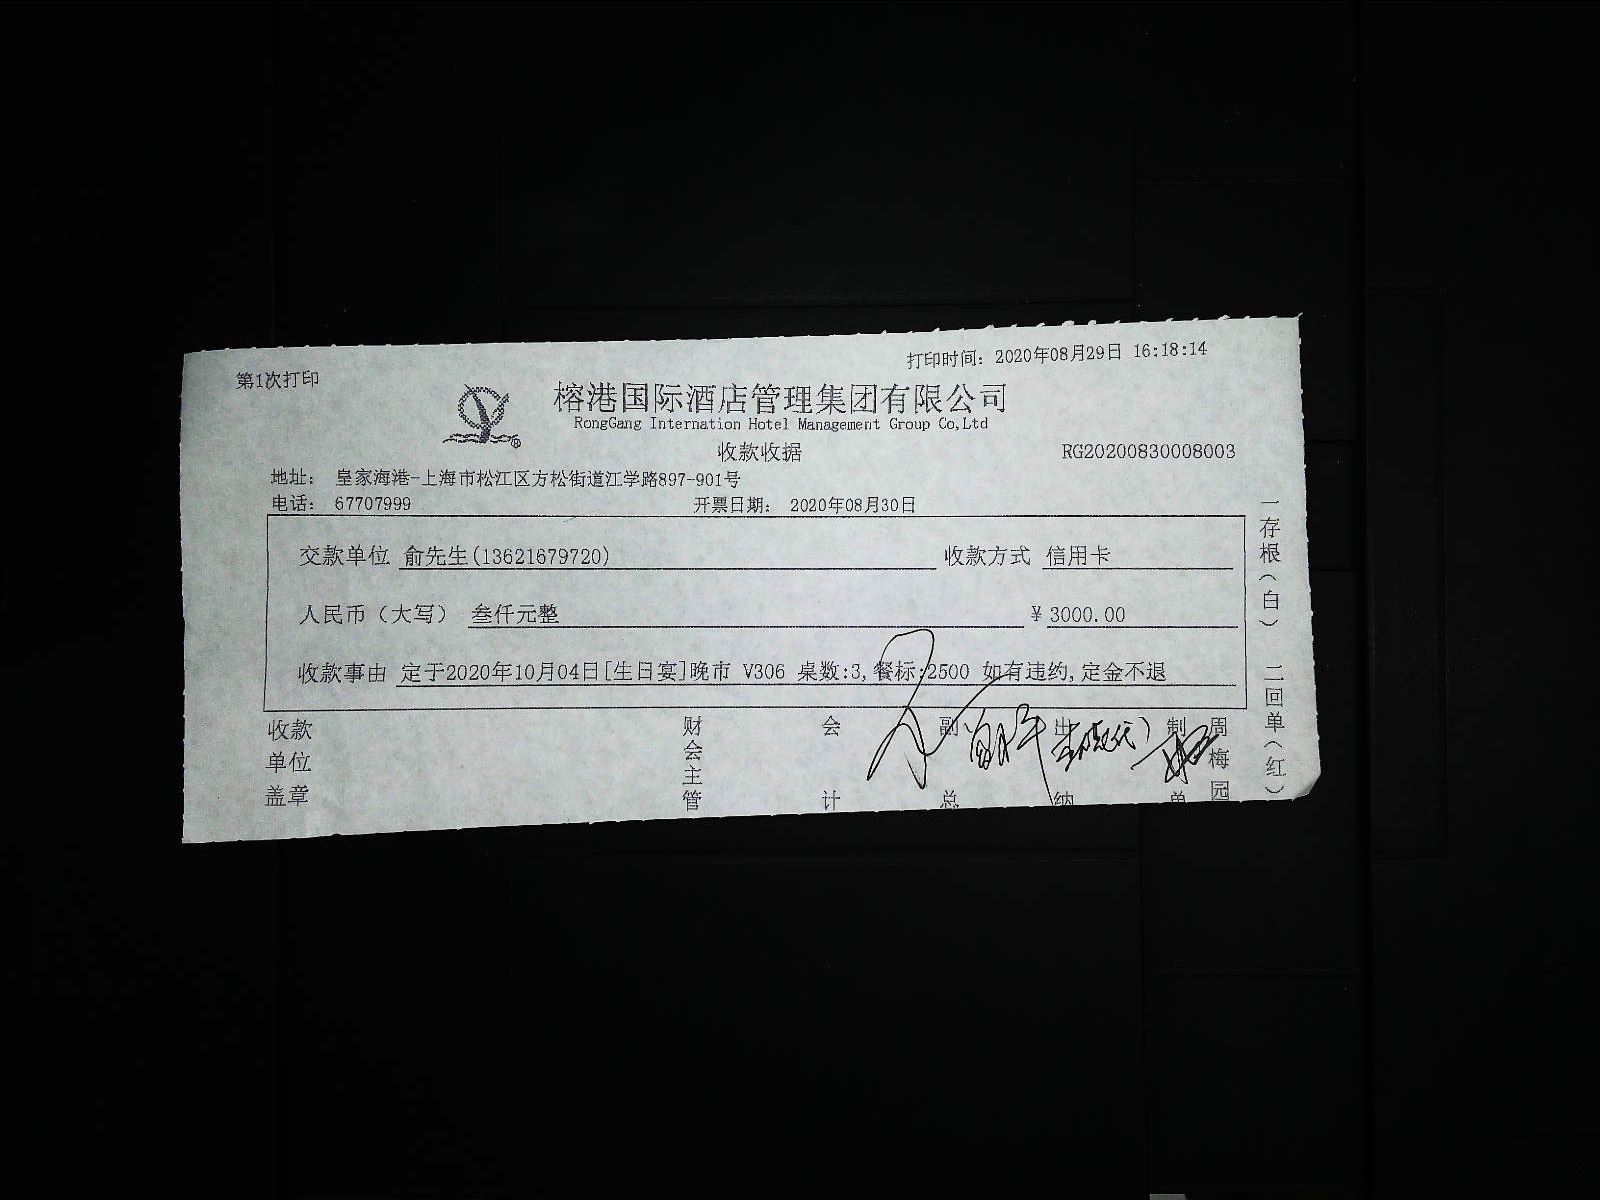 第1次打印
打印时间：2020年08月29日 16:18:14
榕港国际酒店管理集团有限公司
RongGang Internation Hotel Management Group Co,Ltd
收款收据
RG20200830008003
地址： 皇家海港-上海市松江区方松街道江学路897-901号
电话： 67707999
开票日期： 2020年08月30日
交款单位 俞先生(13621679720)
收款方式 信用卡
人民币（大写） 叁仟元整
¥ 3000.00
收款事由 定于2020年10月04日[生日宴]晚市 V306 桌数:3,餐标:2500 如有违约,定金不退
收款单位盖章
财会主管
会计
副总
出纳
制单
周梅园
一存根（白） 二回单（红）